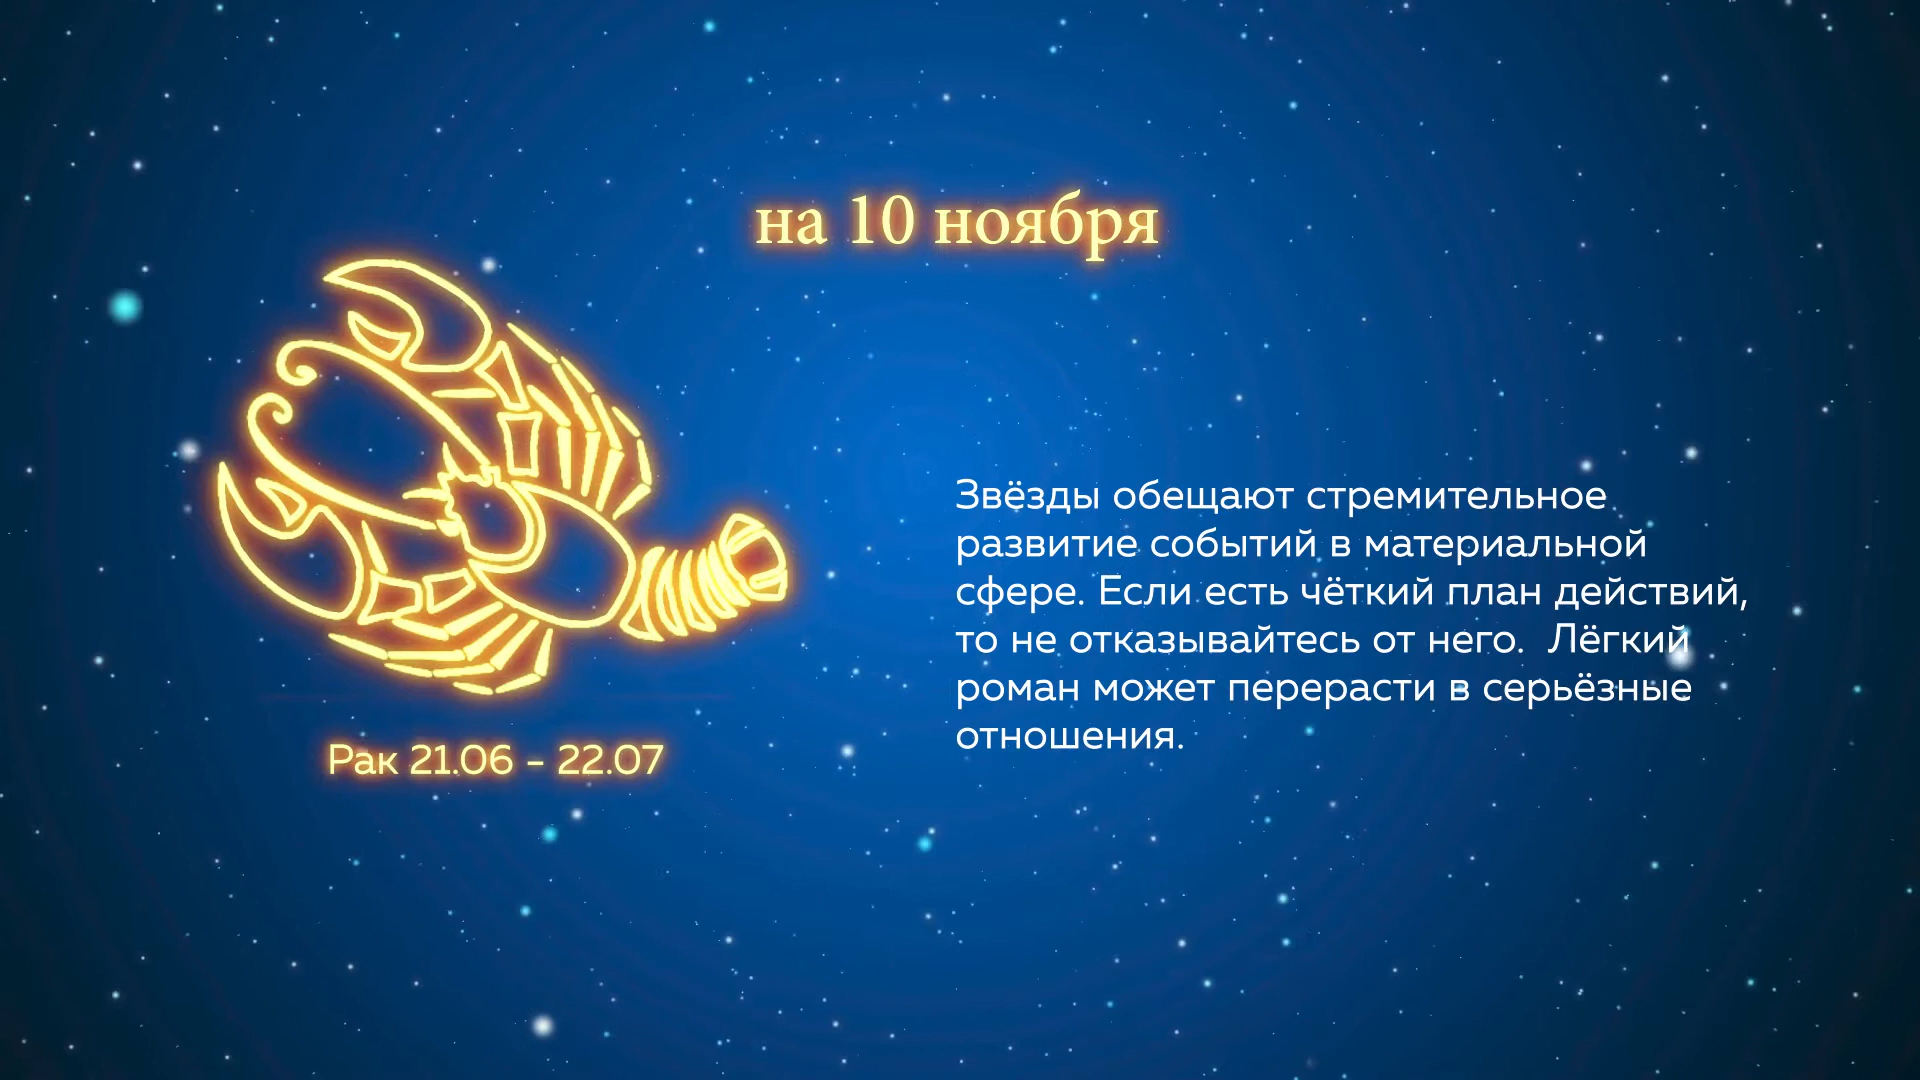 на 10 ноября
Звёзды обещают стремительное
развитие событий в материальной
сфере. Если есть чёткий план действий,
то не отказывайтесь от него.  Лёгкий
роман может перерасти в серьёзные
отношения.
Рак 21.06 - 22.07